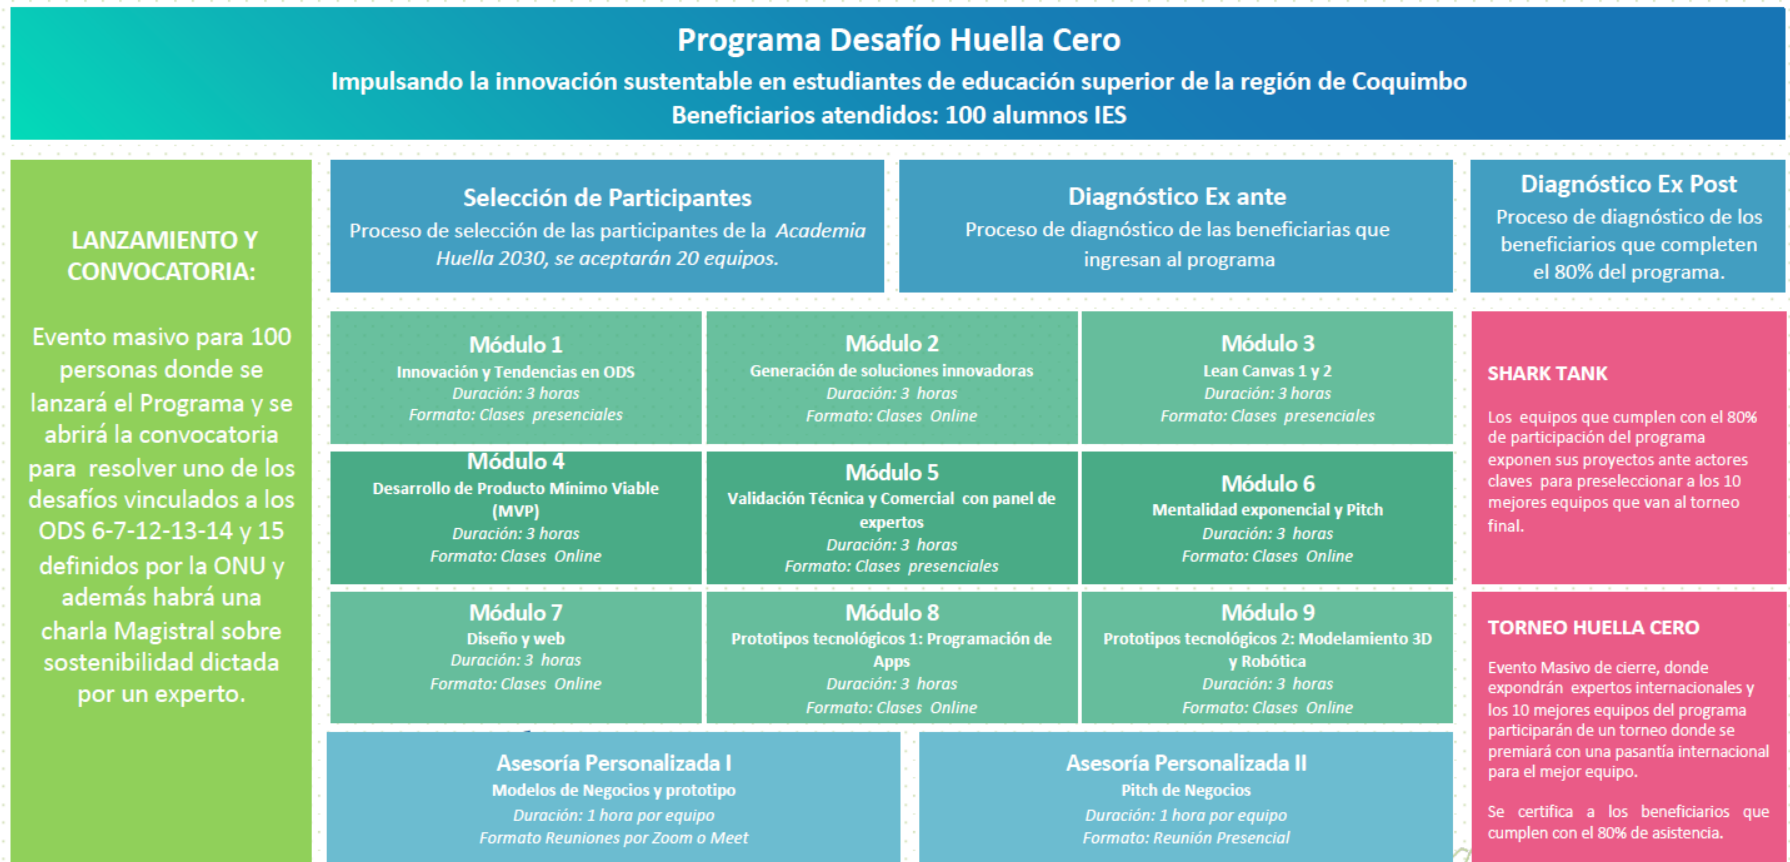 Programa Desafío Huella Cero
Impulsando la innovación sustentable en estudiantes de educación superior de la región de Coquimbo
Beneficiarios atendidos: 100 alumnos IES
LANZAMIENTO Y
CONVOCATORIA:
Evento masivo para 100
personas donde se
lanzará el Programa y se
abrirá la convocatoria
para resolver uno de los
desafíos vinculados a los
ODS 6-7-12-13-14 y 15
definidos por la ONU y
además habrá una
charla Magistral sobre
sostenibilidad dictada
por un experto.
Selección de Participantes
Proceso de selección de las participantes de la Academia
Huella 2030, se aceptarán 20 equipos.
Diagnóstico Ex ante
Proceso de diagnóstico de las beneficiarias que
ingresan al programa
Diagnóstico Ex Post
Proceso de diagnóstico de los
beneficiarios que completen
el 80% del programa.
Módulo 1
Innovación y Tendencias en ODS
Duración: 3 horas
Formato: Clases presenciales
Módulo 2
Generación de soluciones innovadoras
Duración: 3 horas
Formato: Clases Online
Módulo 3
Lean Canvas 1 y 2
Duración: 3 horas
Formato: Clases presenciales
Módulo 4
Desarrollo de Producto Mínimo Viable
(MVP)
Duración: 3 horas
Formato: Clases Online
Módulo 5
Validación Técnica y Comercial con panel de
expertos
Duración: 3 horas
Formato: Clases presenciales
Módulo 6
Mentalidad exponencial y Pitch
Duración: 3 horas
Formato: Clases Online
Módulo 7
Diseño y web
Duración: 3 horas
Formato: Clases Online
Módulo 8
Prototipos tecnológicos 1: Programación de
Apps
Duración: 3 horas
Formato: Clases Online
Módulo 9
Prototipos tecnológicos 2: Modelamiento 3D
y Robótica
Duración: 3 horas
Formato: Clases Online
Asesoría Personalizada I
Modelos de Negocios y prototipo
Duración: 1 hora por equipo
Formato Reuniones por Zoom o Meet
Asesoría Personalizada II
Pitch de Negocios
Duración: 1 hora por equipo
Formato: Reunión Presencial
SHARK TANK
Los equipos que cumplen con el 80%
de participación del programa
exponen sus proyectos ante actores
claves para preseleccionar a los 10
mejores equipos que van al torneo
final.
TORNEO HUELLA CERO
Evento Masivo de cierre, donde
expondrán expertos internacionales y
los 10 mejores equipos del programa
participarán de un torneo donde se
premiará con una pasantía internacional
para el mejor equipo.
Se certifica a los beneficiarios que
cumplen con el 80% de asistencia.